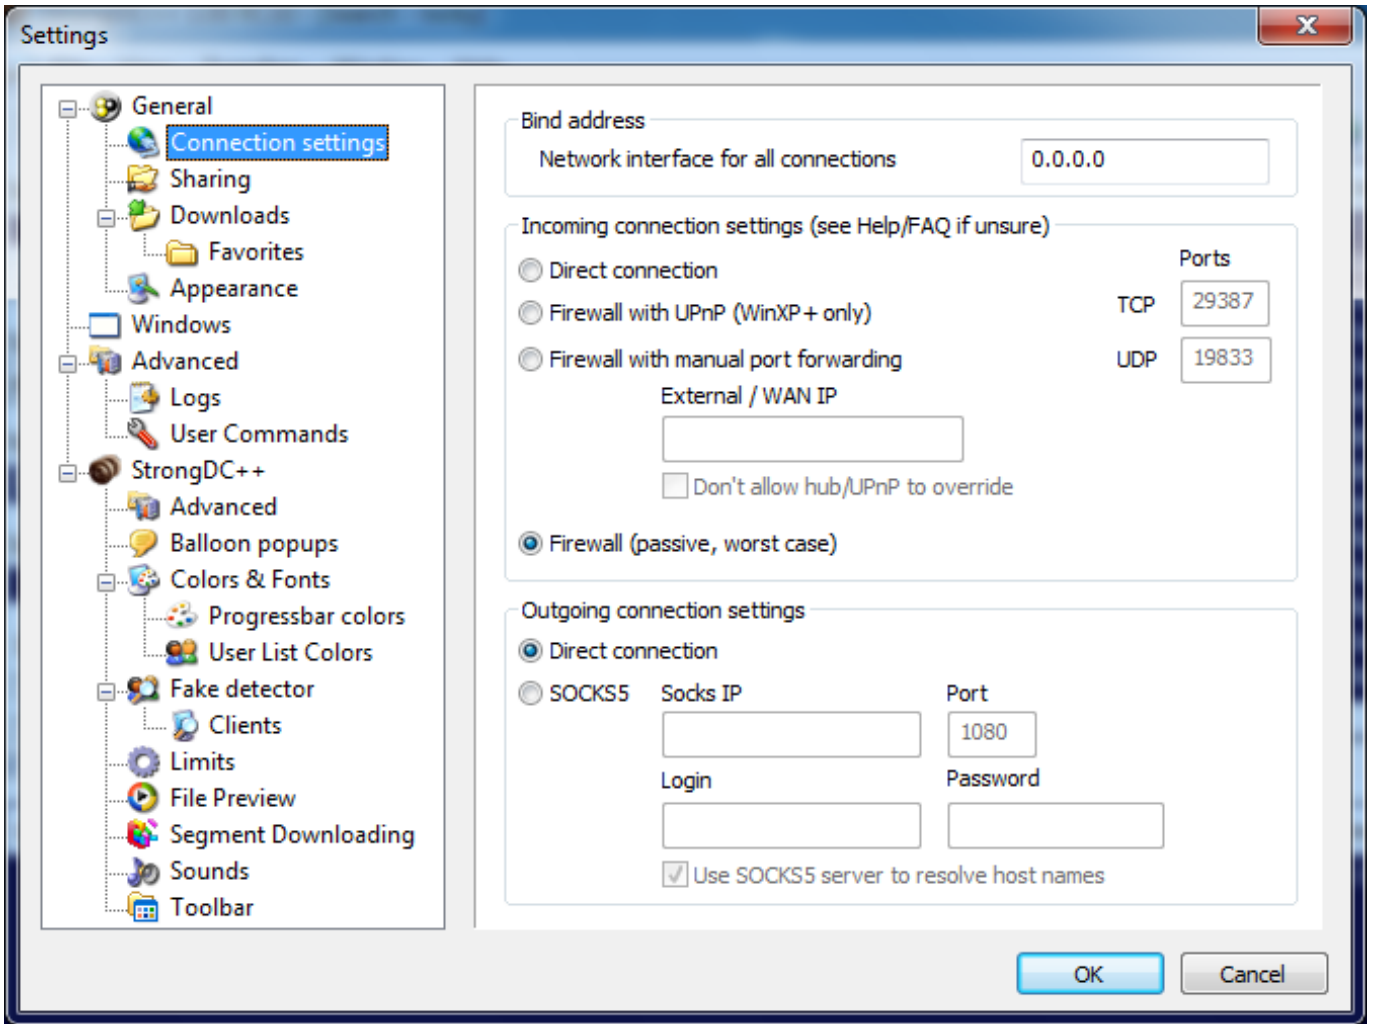 Settings
General
Connection settings
Sharing
Downloads
Favorites
Appearance
Windows
Advanced
Logs
User Commands
StrongDC++
Advanced
Balloon popups
Colors & Fonts
Progressbar colors
User List Colors
Fake detector
Clients
Limits
File Preview
Segment Downloading
Sounds
Toolbar
Bind address
Network interface for all connections 0.0.0.0
Incoming connection settings (see Help/FAQ if unsure)
Ports
Direct connection
TCP 29387
Firewall with UPnP (WinXP+ only)
Firewall with manual port forwarding
UDP 19833
External / WAN IP
Don't allow hub/UPnP to override
Firewall (passive, worst case)
Outgoing connection settings
Direct connection
SOCKS5 Socks IP Port
1080
Login Password
Use SOCKS5 server to resolve host names
OK Cancel